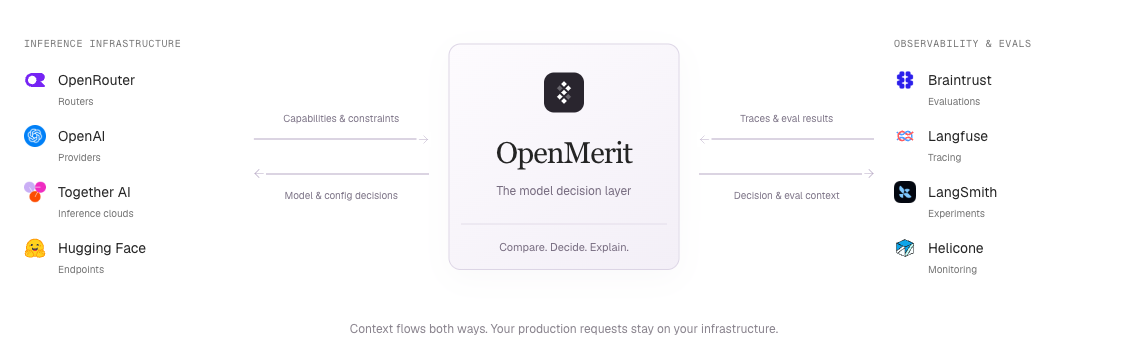 INFERENCE INFRASTRUCTURE
OpenRouter
Routers
OpenAI
Providers
Together AI
Inference clouds
Hugging Face
Endpoints
Capabilities & constraints
Model & config decisions
OpenMerit
The model decision layer
Compare. Decide. Explain.
Traces & eval results
Decision & eval context
OBSERVABILITY & EVALS
Braintrust
Evaluations
Langfuse
Tracing
LangSmith
Experiments
Helicone
Monitoring
Context flows both ways. Your production requests stay on your infrastructure.